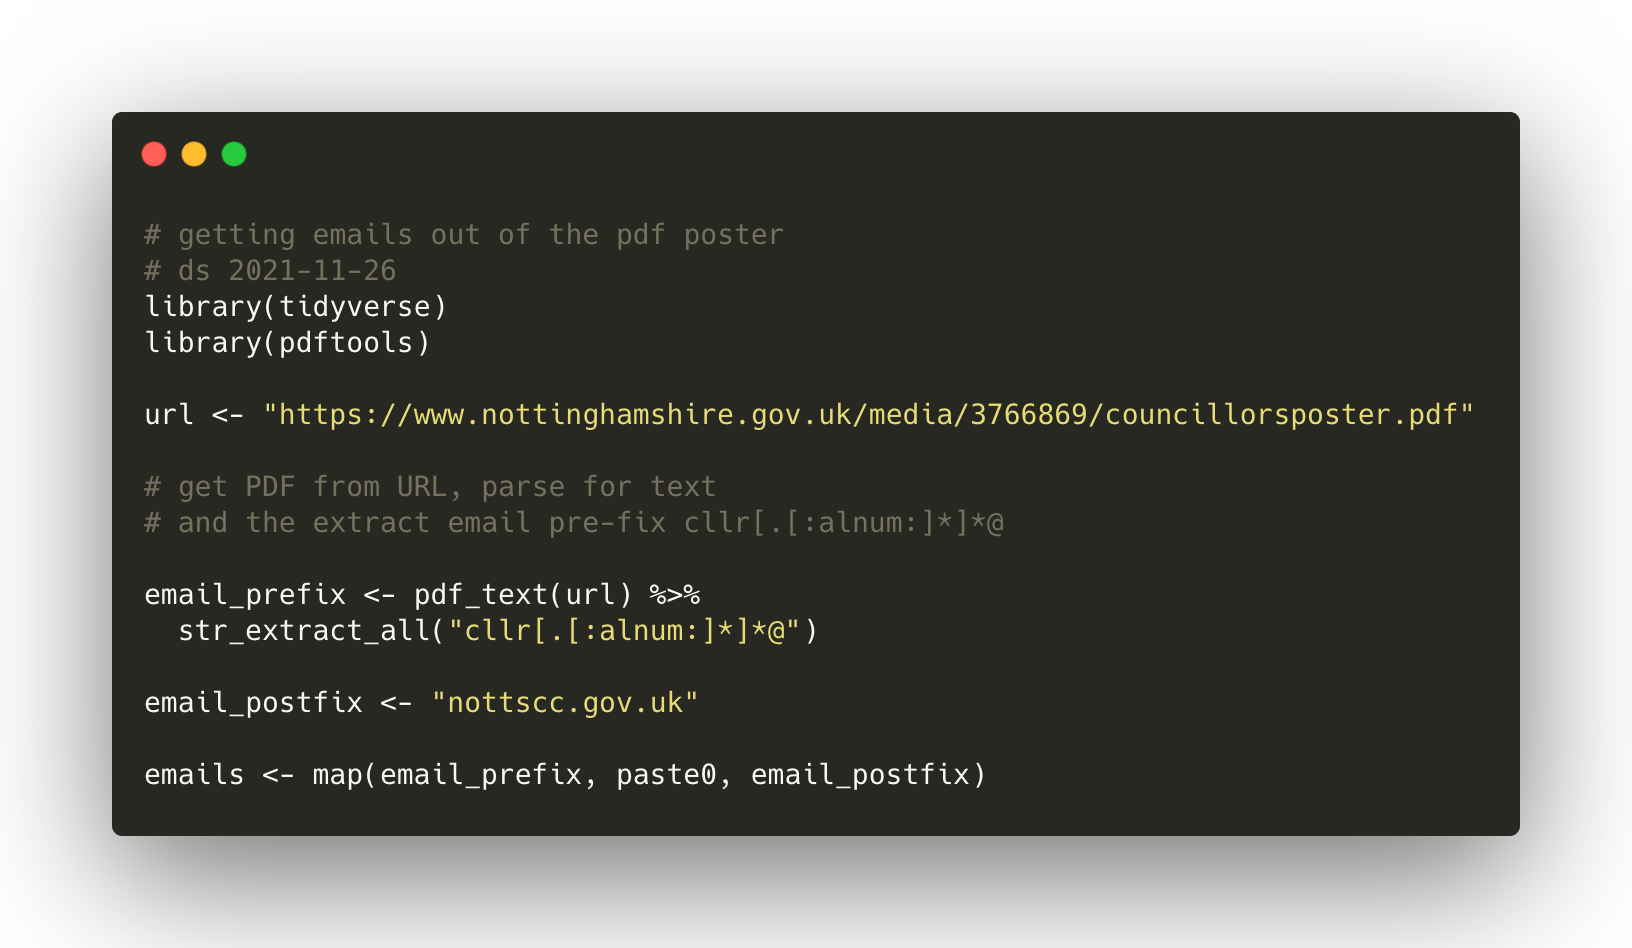 # getting emails out of the pdf poster
# ds 2021-11-26
library(tidyverse)
library(pdftools)
url <- "https://www.nottinghamshire.gov.uk/media/3766869/councillorsposter.pdf"
# get PDF from URL, parse for text
# and the extract email pre-fix cllr[.[:alnum:]*]*@
email_prefix <- pdf_text(url) %>%
  str_extract_all("cllr[.[:alnum:]*]*@")
email_postfix <- "nottscc.gov.uk"
emails <- map(email_prefix, paste0, email_postfix)